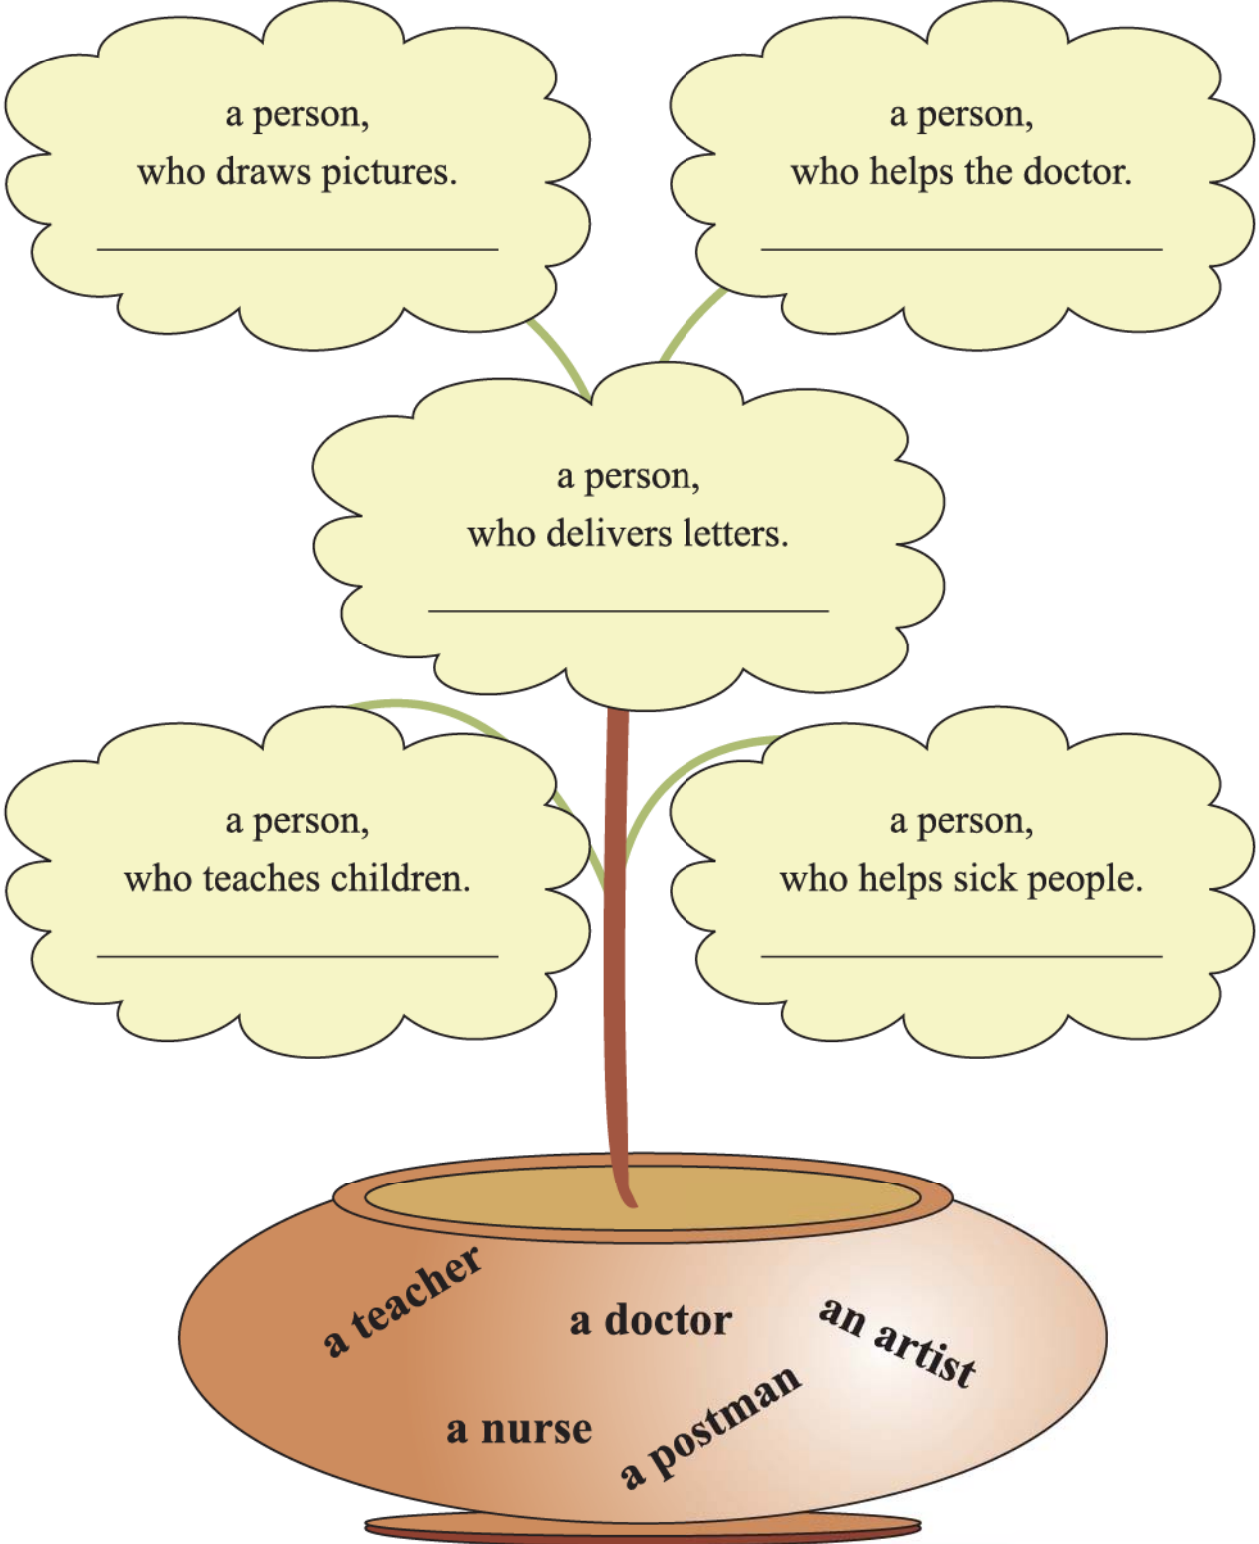 a person,
who draws pictures.
a person,
who helps the doctor.
a person,
who delivers letters.
a person,
who teaches children.
a person,
who helps sick people.
a teacher
a doctor
an artist
a nurse
a postman